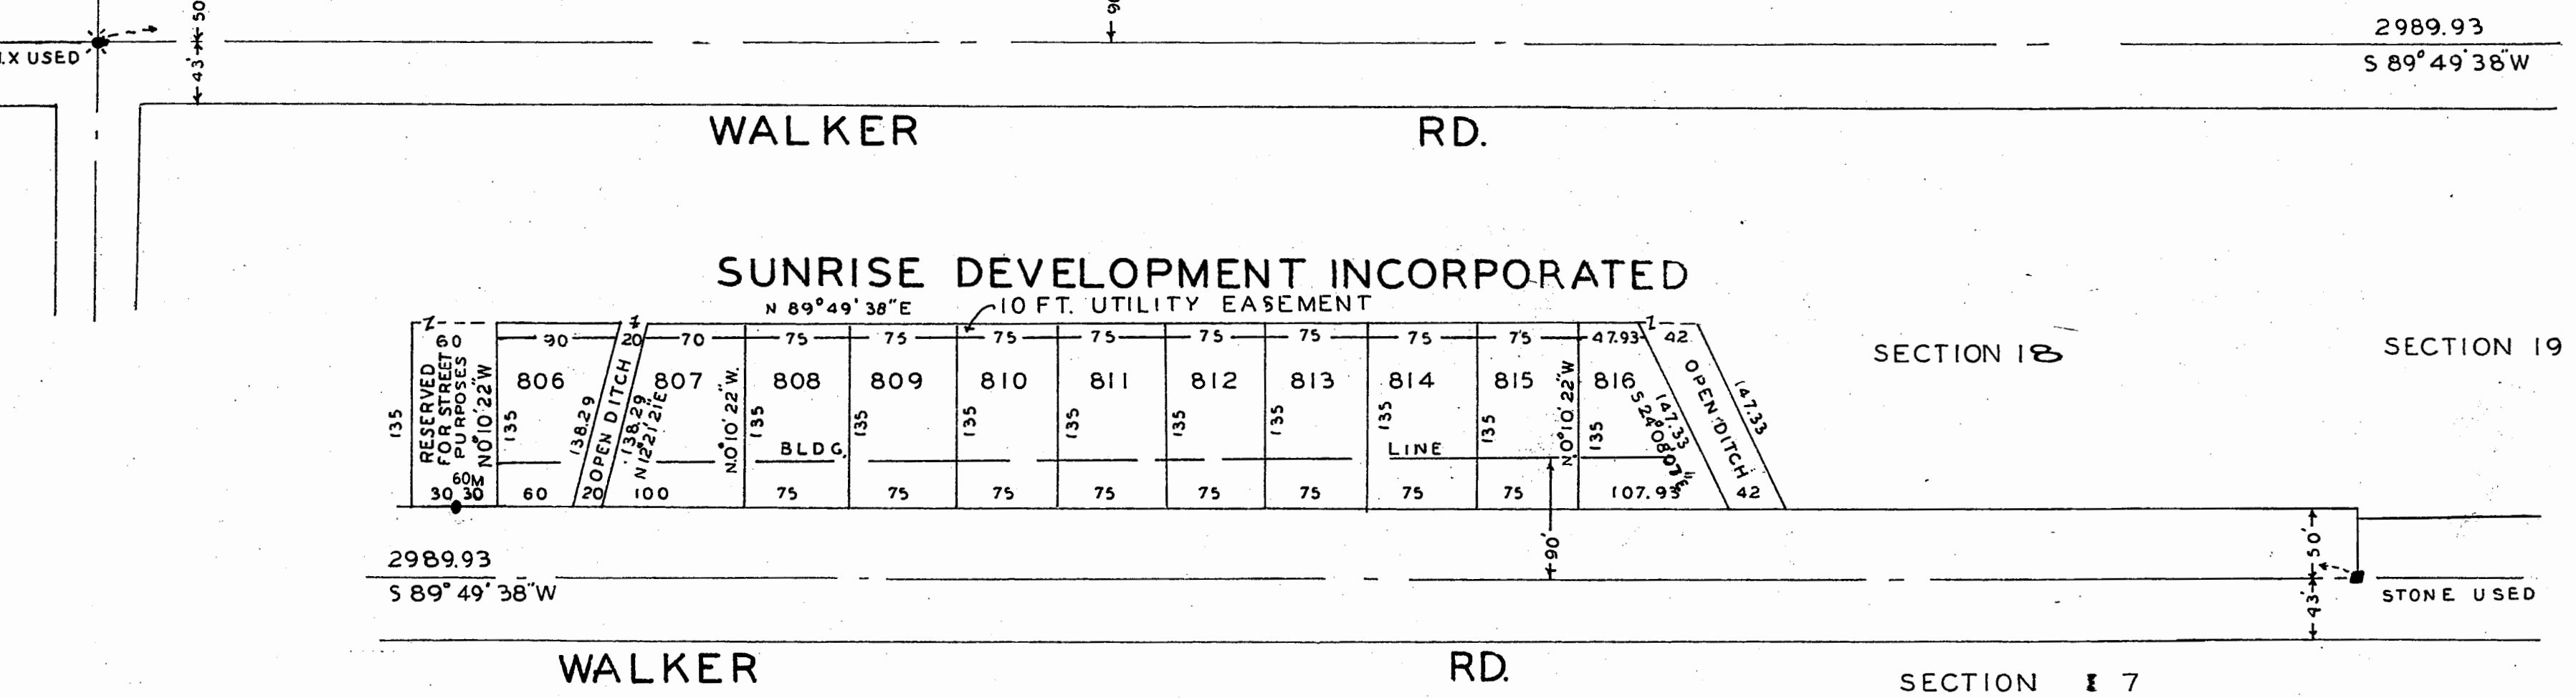 50
43'
I.X USED
2989.93
S 89° 49' 38" W
WALKER RD.
SUNRISE DEVELOPMENT INCORPORATED
N 89°49' 38" E
10 FT. UTILITY EASEMENT
60 90 20 70 75 75 75 75 75 75 75 75 47.93 42
RESERVED FOR STREET PURPOSES
135
N 0° 10' 22" W
135
806
138.29
OPEN DITCH
138.29
N 12° 21' 21" E
807
N.0° 10' 22" W.
135
808
135
809
135
810
135
811
135
812
135
813
135
814
135
815
N 0° 10' 22" W
135
816
S 24° 08' 07" E
147.33
OPEN DITCH
147.33
SECTION 18
SECTION 19
BLDG. LINE
60M
30 30 60 20 100 75 75 75 75 75 75 75 75 107.93 42
90'
50'
43'
2989.93
S 89° 49' 38" W
STONE USED
WALKER RD.
SECTION 7